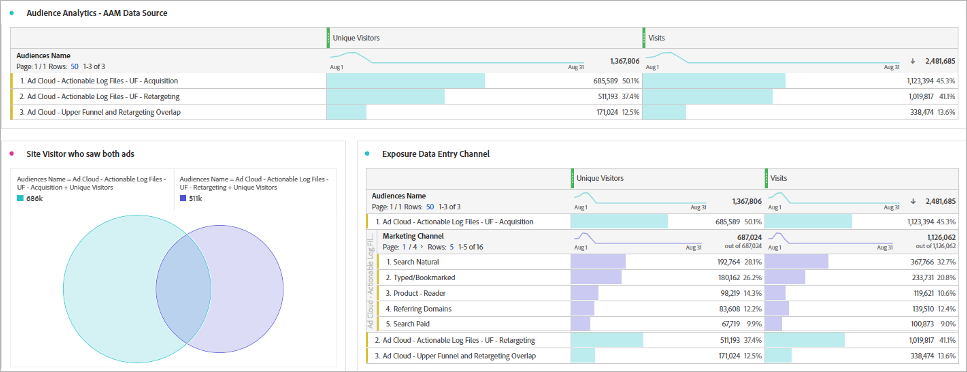 Audience Analytics - AAM Data Source
Unique Visitors Visits
Audiences Name
Page: 1 / 1 Rows: 50 1-3 of 3
1,367,806
Aug 1 Aug 31
↓ 2,481,685
Aug 1 Aug 31
1. Ad Cloud - Actionable Log Files - UF - Acquisition 685,589 50.1% 1,123,394 45.3%
2. Ad Cloud - Actionable Log Files - UF - Retargeting 511,193 37.4% 1,019,817 41.1%
3. Ad Cloud - Upper Funnel and Retargeting Overlap 171,024 12.5% 338,474 13.6%
Site Visitor who saw both ads
Audiences Name = Ad Cloud - Actionable Log Files -
UF - Acquisition + Unique Visitors
686k
Audiences Name = Ad Cloud - Actionable Log Files -
UF - Retargeting + Unique Visitors
511k
Exposure Data Entry Channel
Unique Visitors Visits
Audiences Name
Page: 1 / 1 Rows: 50 1-3 of 3
1,367,806
Aug 1 Aug 31
↓ 2,481,685
Aug 1 Aug 31
1. Ad Cloud - Actionable Log Files - UF - Acquisition 685,589 50.1% 1,123,394 45.3%
Ad Cloud - Actionable Log Fil...
Marketing Channel
Page: 1 / 4 > Rows: 5 1-5 of 16
687,024
out of 687,024
Aug 1 Aug 31
1,126,062
out of 1,126,062
Aug 1 Aug 31
1. Search Natural 192,764 28.1% 367,766 32.7%
2. Typed/Bookmarked 180,162 26.2% 233,731 20.8%
3. Product - Reader 98,219 14.3% 119,621 10.6%
4. Referring Domains 83,608 12.2% 139,510 12.4%
5. Search Paid 67,719 9.9% 100,873 9.0%
2. Ad Cloud - Actionable Log Files - UF - Retargeting 511,193 37.4% 1,019,817 41.1%
3. Ad Cloud - Upper Funnel and Retargeting Overlap 171,024 12.5% 338,474 13.6%